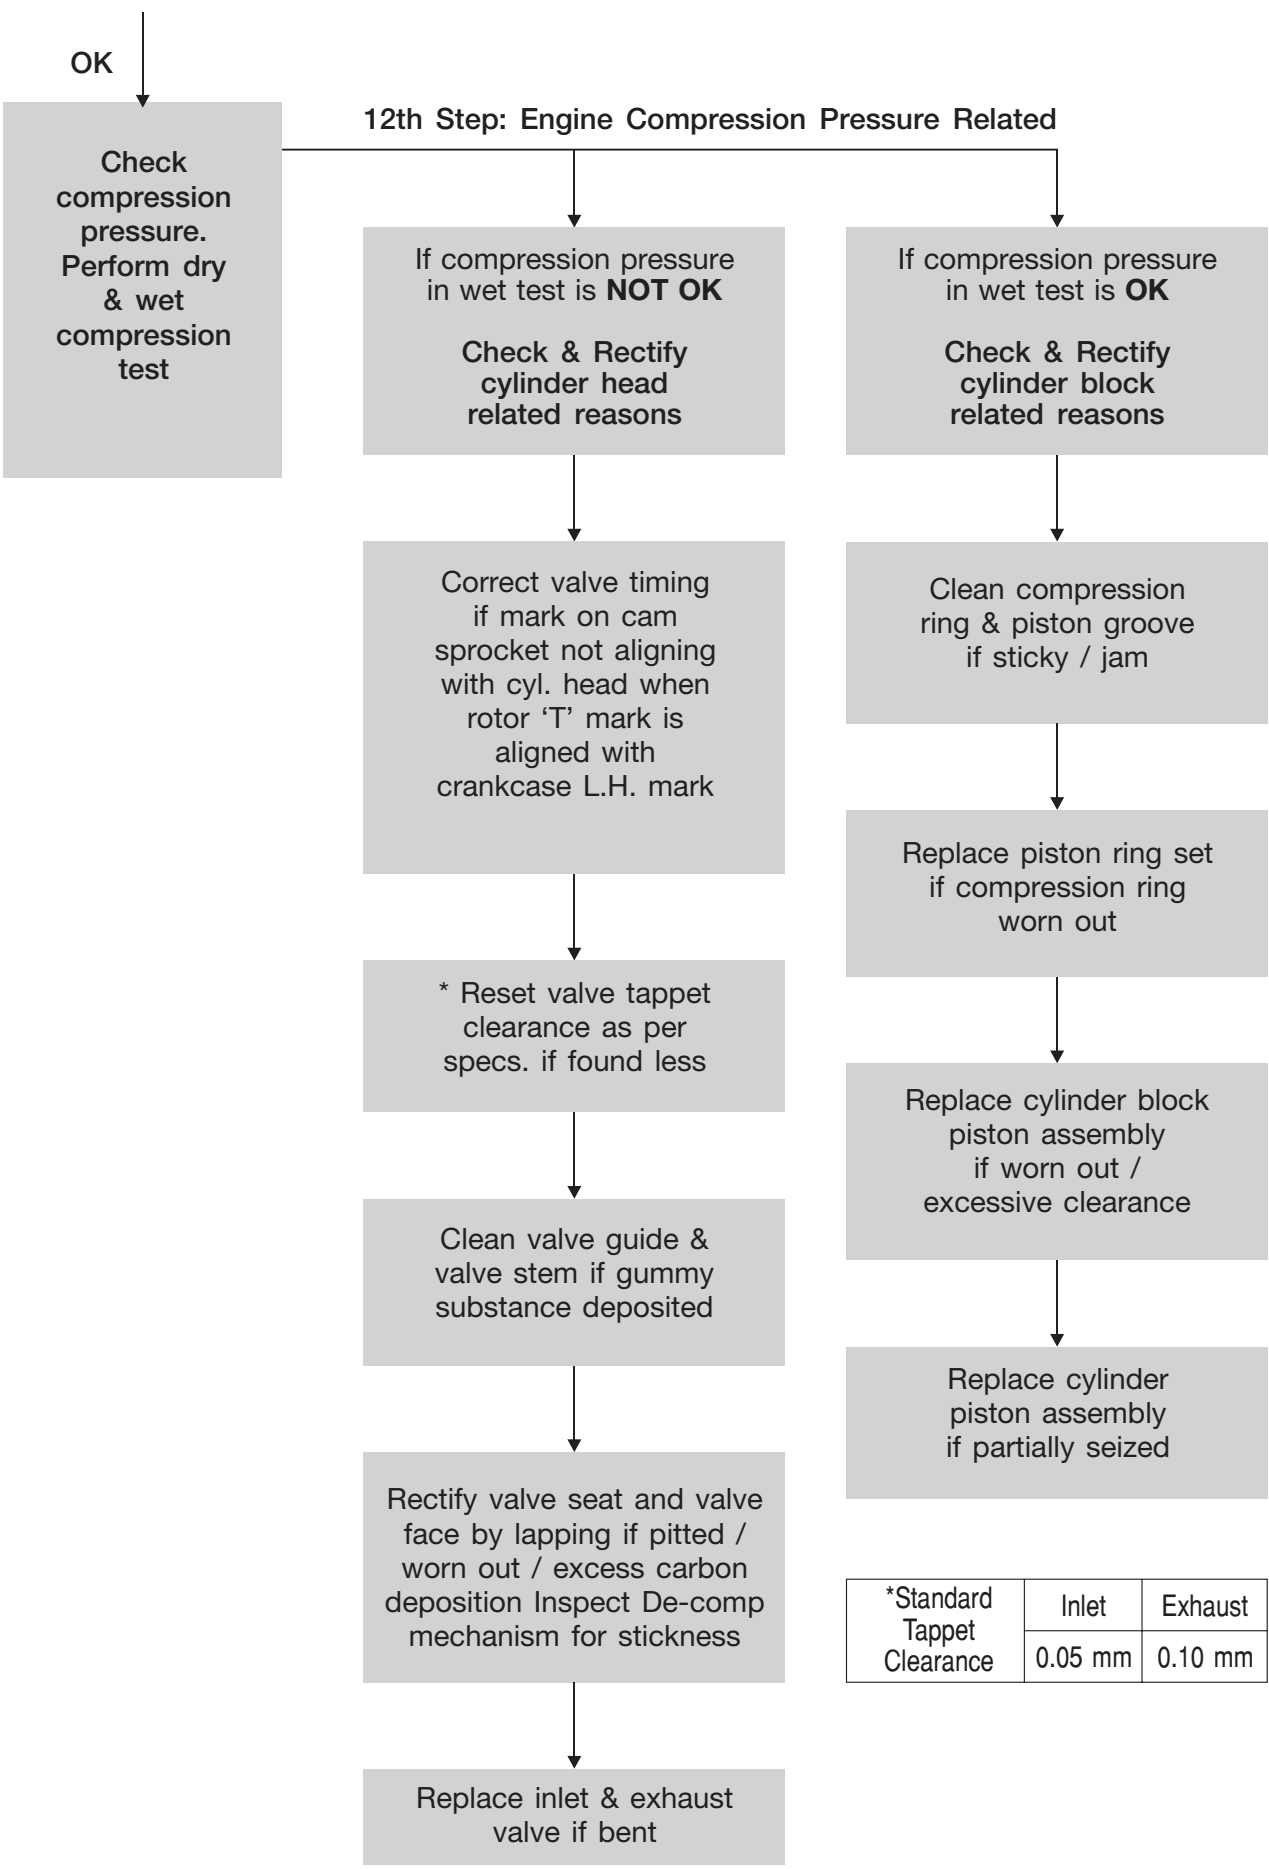 OK
Check
compression
pressure.
Perform dry
& wet
compression
test
12th Step: Engine Compression Pressure Related
If compression pressure
in wet test is NOT OK
Check & Rectify
cylinder head
related reasons
Correct valve timing
if mark on cam
sprocket not aligning
with cyl. head when
rotor ‘T’ mark is
aligned with
crankcase L.H. mark
* Reset valve tappet
clearance as per
specs. if found less
Clean valve guide &
valve stem if gummy
substance deposited
Rectify valve seat and valve
face by lapping if pitted /
worn out / excess carbon
deposition Inspect De-comp
mechanism for stickness
Replace inlet & exhaust
valve if bent
If compression pressure
in wet test is OK
Check & Rectify
cylinder block
related reasons
Clean compression
ring & piston groove
if sticky / jam
Replace piston ring set
if compression ring
worn out
Replace cylinder block
piston assembly
if worn out /
excessive clearance
Replace cylinder
piston assembly
if partially seized
*Standard
Tappet
Clearance
Inlet
Exhaust
0.05 mm
0.10 mm